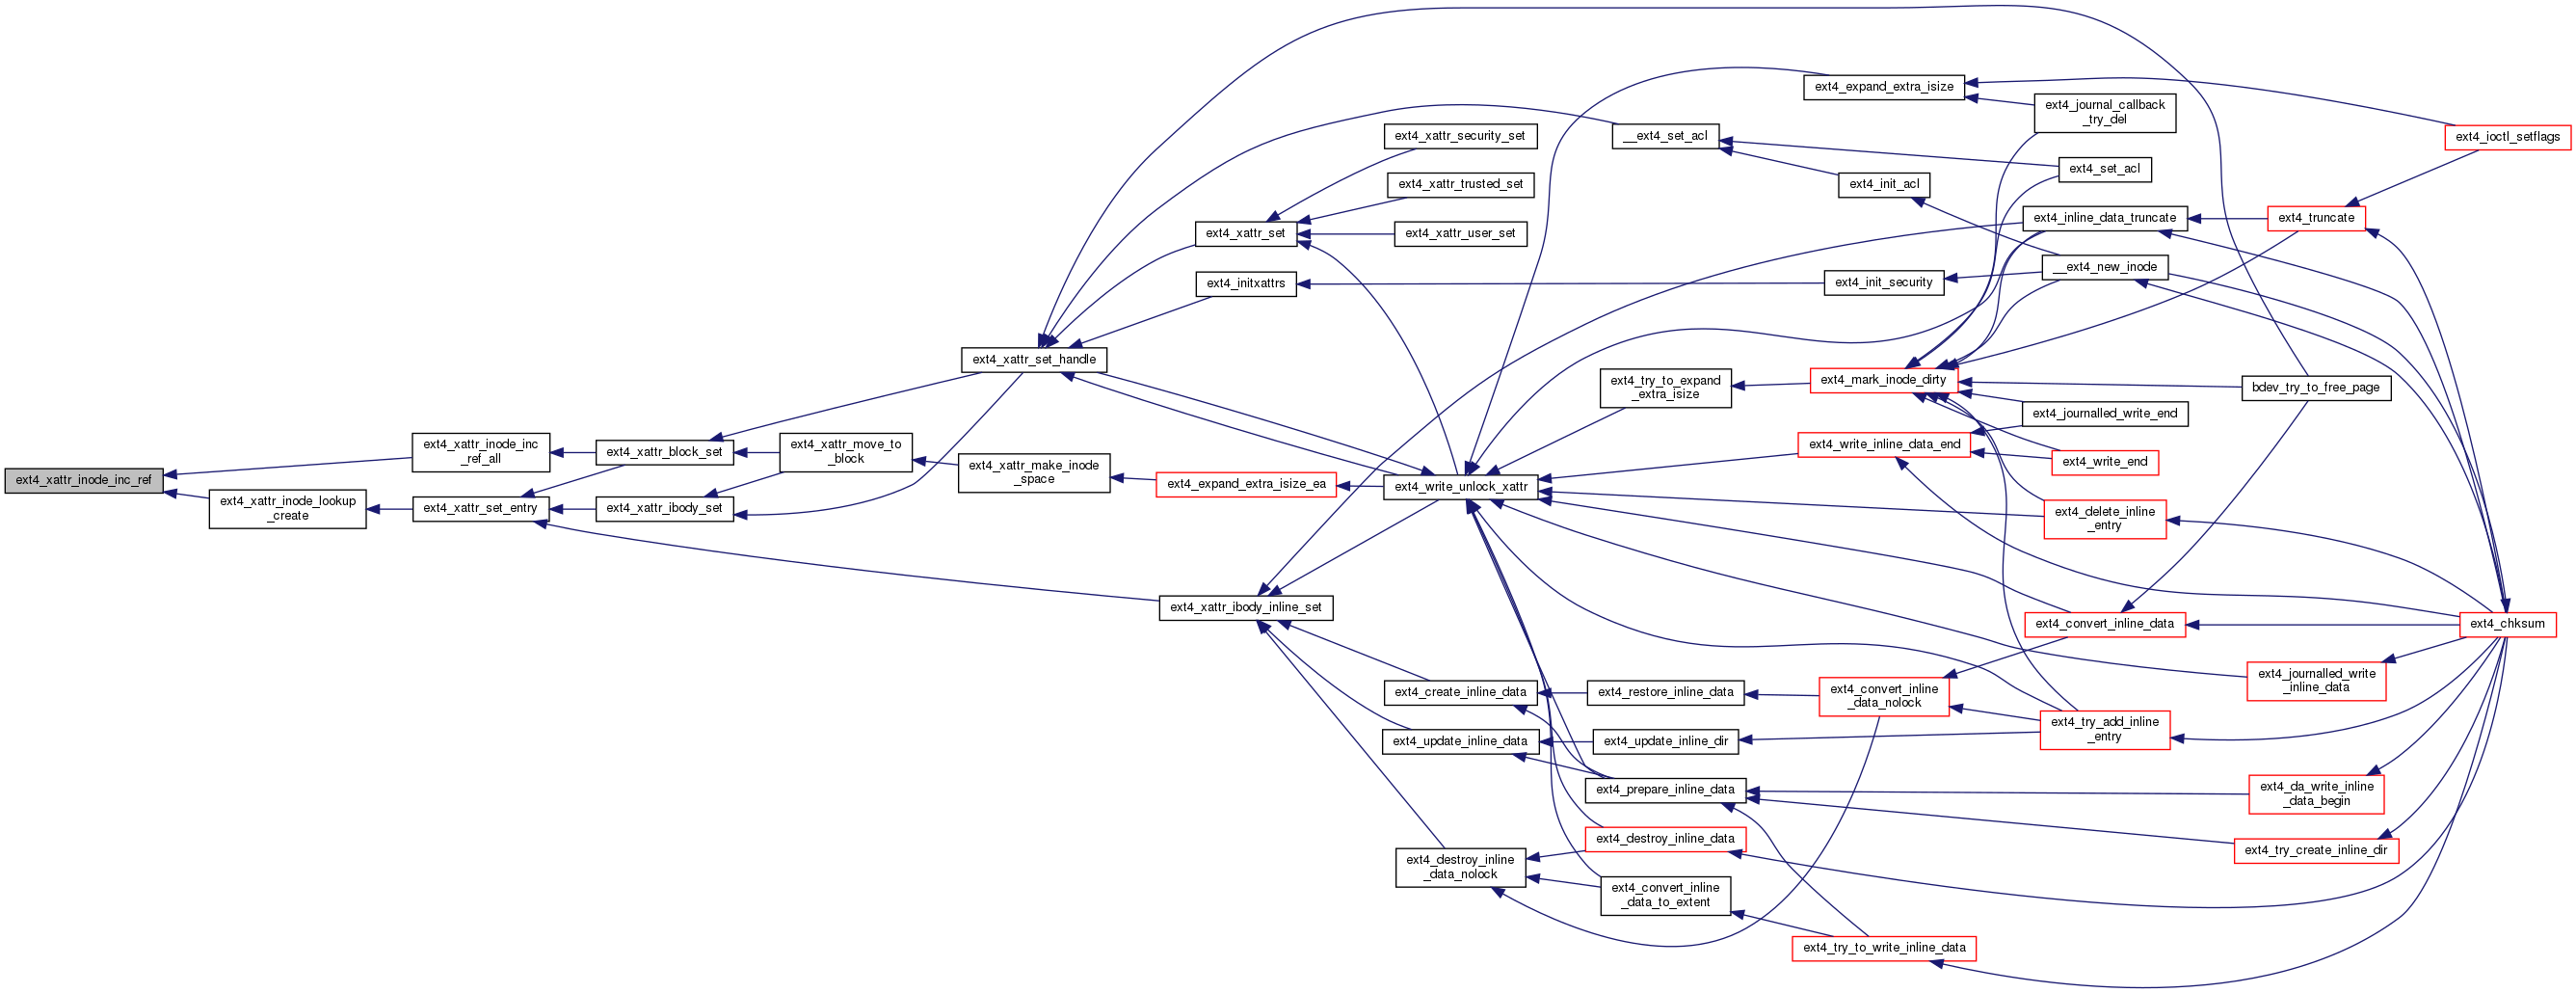 ext4_xattr_inode_inc_ref
ext4_xattr_inode_inc
_ref_all
ext4_xattr_inode_lookup
_create
ext4_xattr_block_set
ext4_xattr_set_entry
ext4_xattr_ibody_set
ext4_xattr_move_to
_block
ext4_xattr_set_handle
ext4_xattr_make_inode
_space
ext4_xattr_ibody_inline_set
ext4_xattr_set
ext4_initxattrs
ext4_expand_extra_isize_ea
ext4_xattr_security_set
ext4_xattr_trusted_set
ext4_xattr_user_set
ext4_write_unlock_xattr
ext4_create_inline_data
ext4_update_inline_data
ext4_destroy_inline
_data_nolock
__ext4_set_acl
ext4_try_to_expand
_extra_isize
ext4_restore_inline_data
ext4_update_inline_dir
ext4_prepare_inline_data
ext4_destroy_inline_data
ext4_convert_inline
_data_to_extent
ext4_expand_extra_isize
ext4_init_acl
ext4_init_security
ext4_mark_inode_dirty
ext4_write_inline_data_end
ext4_convert_inline
_data_nolock
ext4_try_to_write_inline_data
ext4_journal_callback
_try_del
ext4_set_acl
ext4_inline_data_truncate
__ext4_new_inode
ext4_journalled_write_end
ext4_write_end
ext4_delete_inline
_entry
ext4_convert_inline_data
ext4_try_add_inline
_entry
ext4_truncate
bdev_try_to_free_page
ext4_journalled_write
_inline_data
ext4_da_write_inline
_data_begin
ext4_try_create_inline_dir
ext4_ioctl_setflags
ext4_chksum